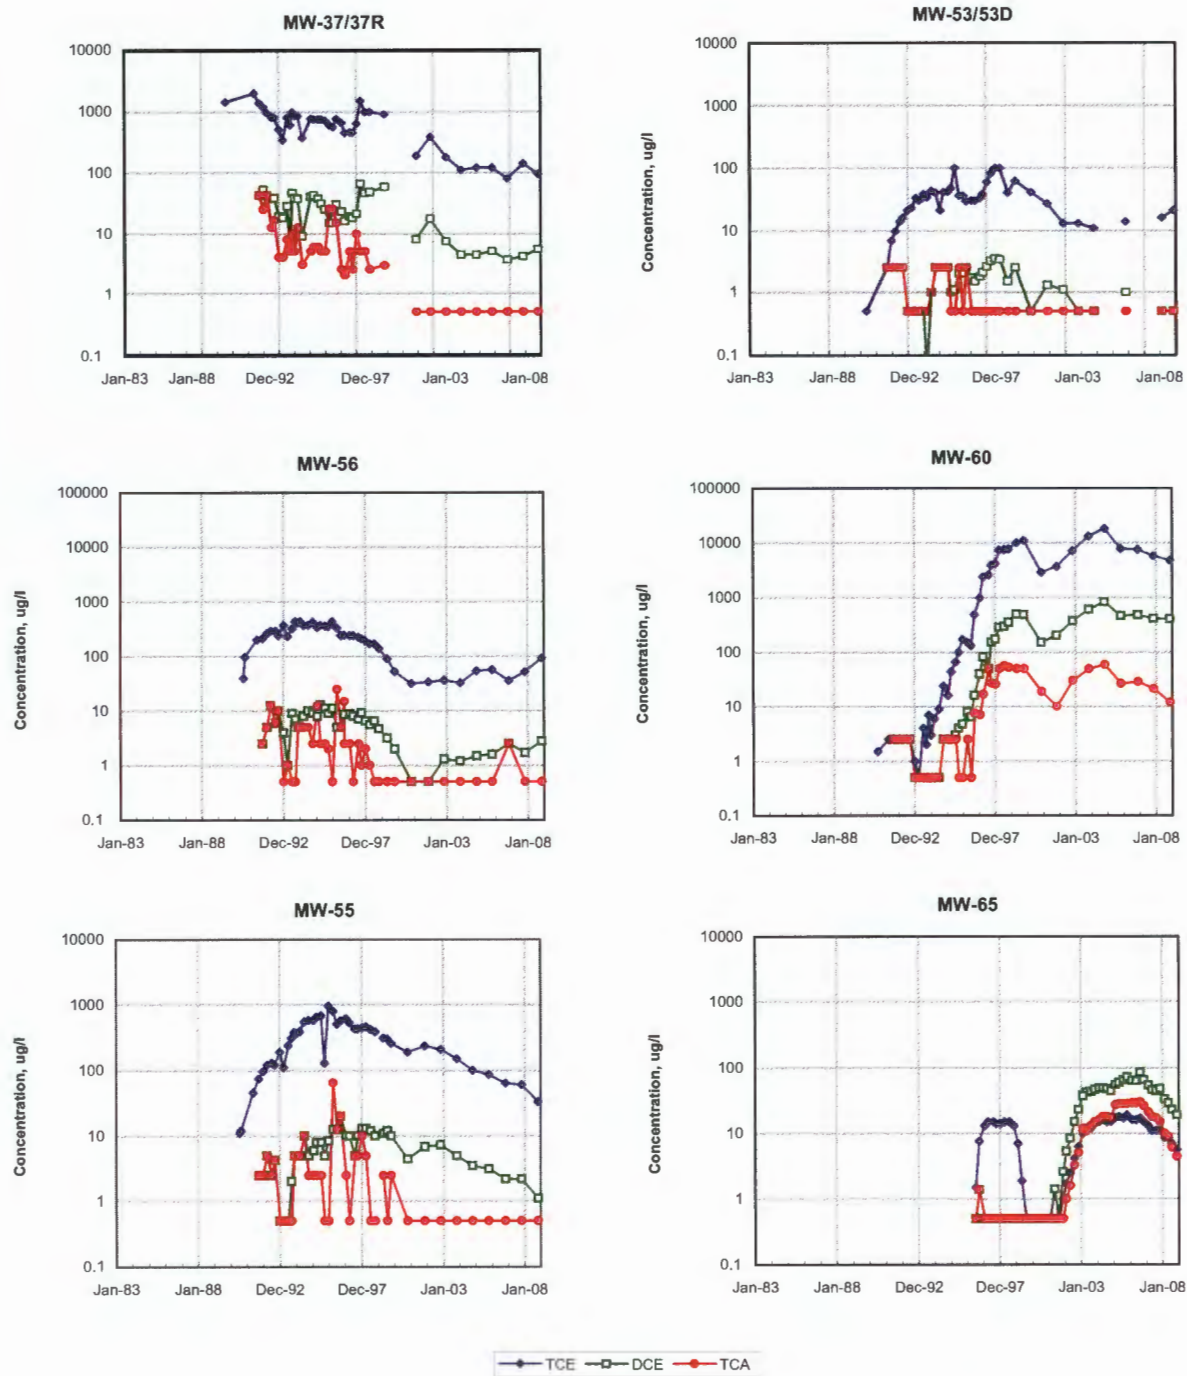 MW-37/37R
10000
1000
100
10
1
0.1
Jan-83 Jan-88 Dec-92 Dec-97 Jan-03 Jan-08
MW-53/53D
Concentration, ug/l
10000
1000
100
10
1
0.1
Jan-83 Jan-88 Dec-92 Dec-97 Jan-03 Jan-08
MW-56
Concentration, ug/l
100000
10000
1000
100
10
1
0.1
Jan-83 Jan-88 Dec-92 Dec-97 Jan-03 Jan-08
MW-60
Concentration, ug/l
100000
10000
1000
100
10
1
0.1
Jan-83 Jan-88 Dec-92 Dec-97 Jan-03 Jan-08
MW-55
Concentration, ug/l
10000
1000
100
10
1
0.1
Jan-83 Jan-88 Dec-92 Dec-97 Jan-03 Jan-08
MW-65
Concentration, ug/l
10000
1000
100
10
1
0.1
Jan-83 Jan-88 Dec-92 Dec-97 Jan-03 Jan-08
TCE DCE TCA